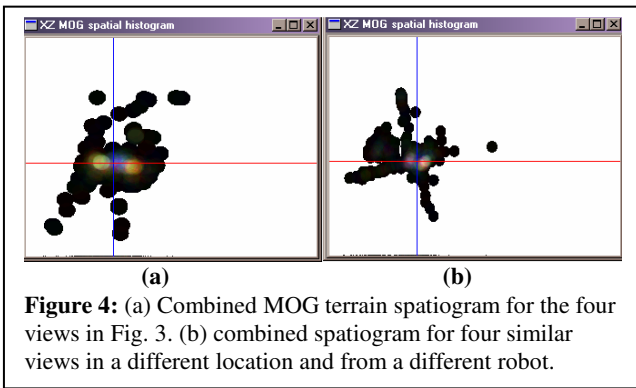 XZ MOG spatial histogram
XZ MOG spatial histogram
(a)
(b)
Figure 4: (a) Combined MOG terrain spatiogram for the four
views in Fig. 3. (b) combined spatiogram for four similar
views in a different location and from a different robot.